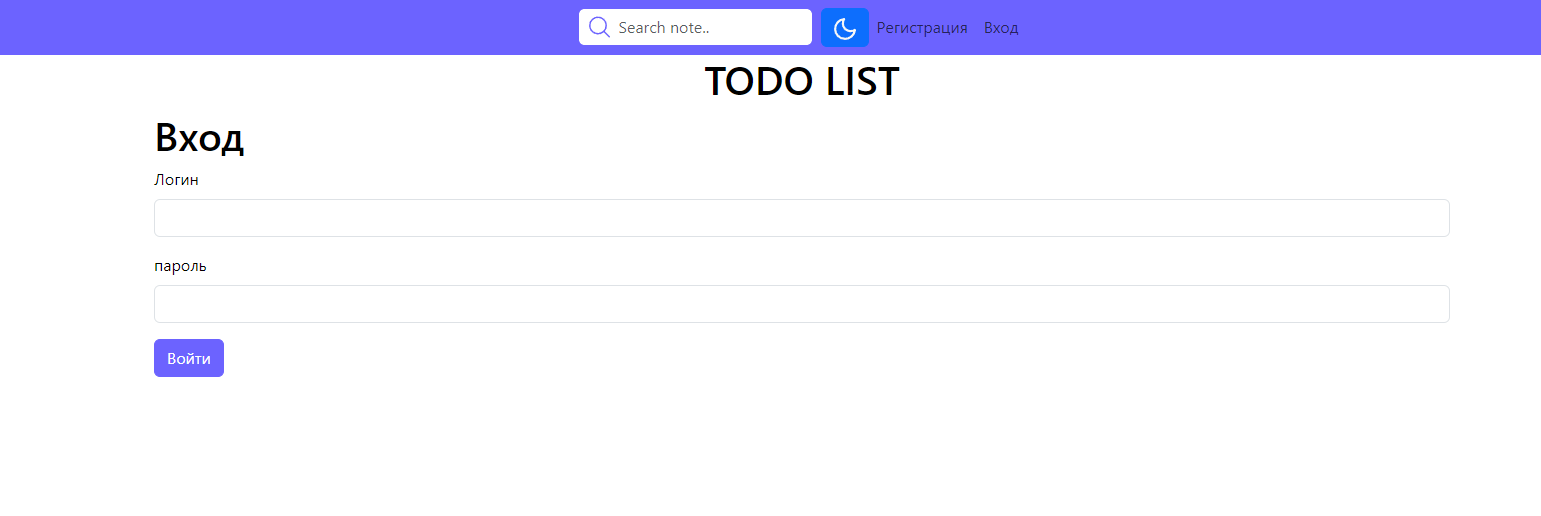 Search note.. Регистрация Вход
TODO LIST
Вход
Логин
пароль
Войти